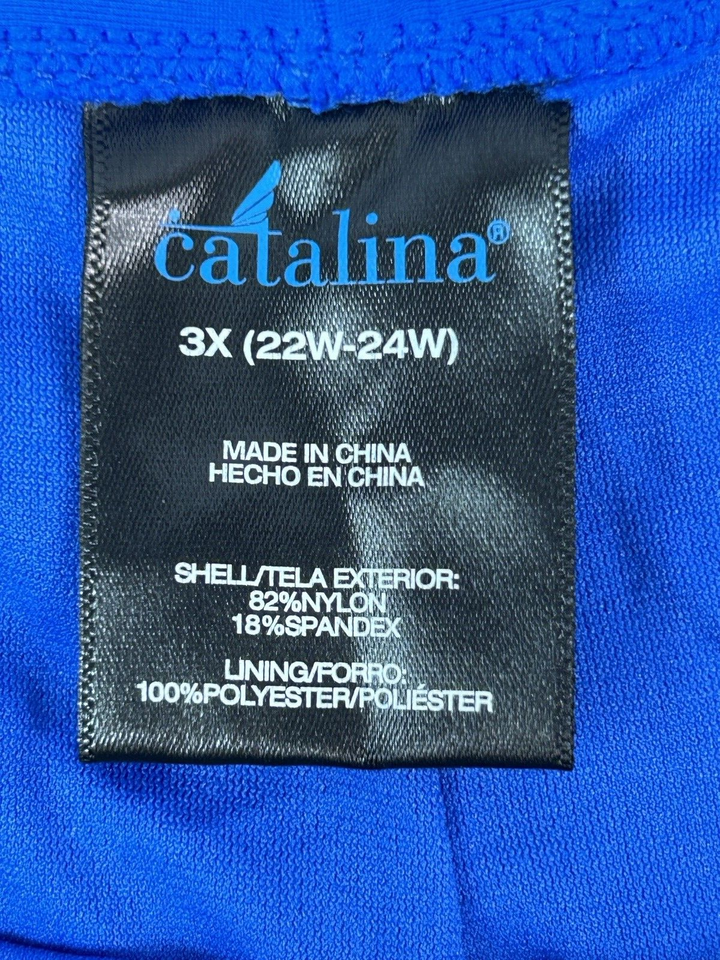 catalina®
3X (22W-24W)
MADE IN CHINA
HECHO EN CHINA
SHELL/TELA EXTERIOR:
82%NYLON
18%SPANDEX
LINING/FORRO:
100%POLYESTER/POLIÉSTER